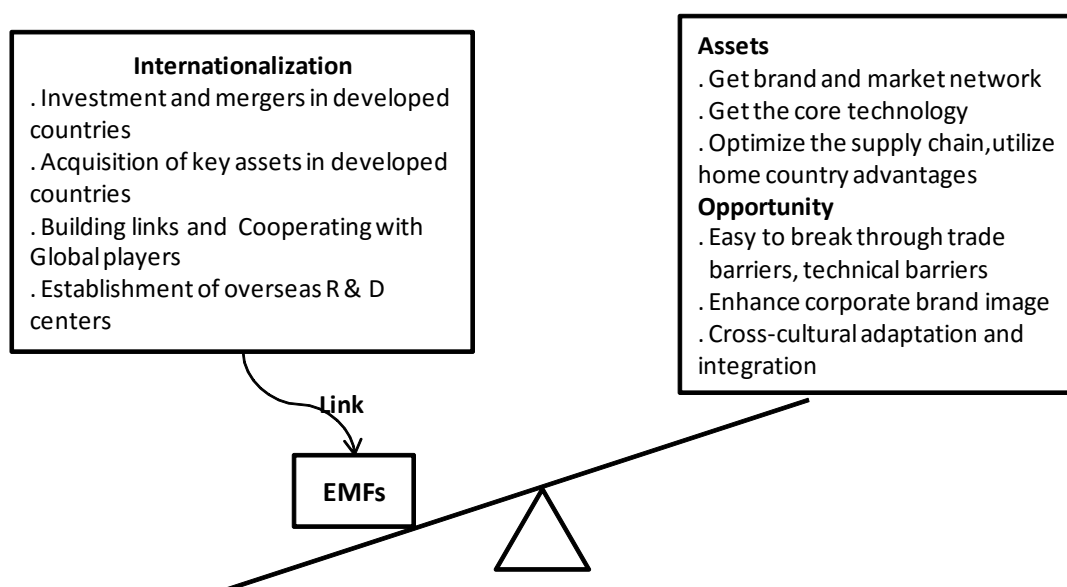 Internationalization
. Investment and mergers in developed
countries
. Acquisition of key assets in developed
countries
. Building links and Cooperating with
Global players
. Establishment of overseas R & D
centers
Assets
. Get brand and market network
. Get the core technology
. Optimize the supply chain,utilize
home country advantages
Opportunity
. Easy to break through trade
barriers, technical barriers
. Enhance corporate brand image
. Cross-cultural adaptation and
integration
Link
EMFs